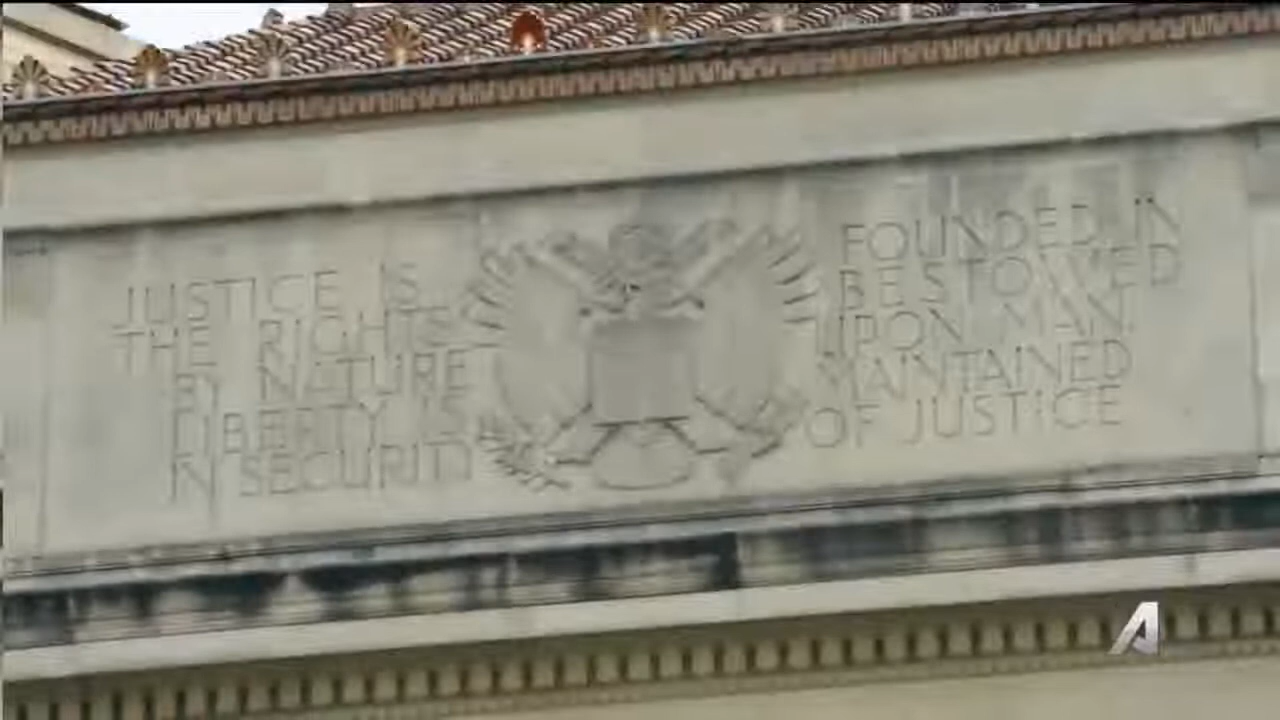 JUSTICE IS FOUNDED IN
THE RIGHTS BESTOWED
BY NATURE UPON MAN.
LIBERTY IS MAINTAINED
IN SECURITY OF JUSTICE